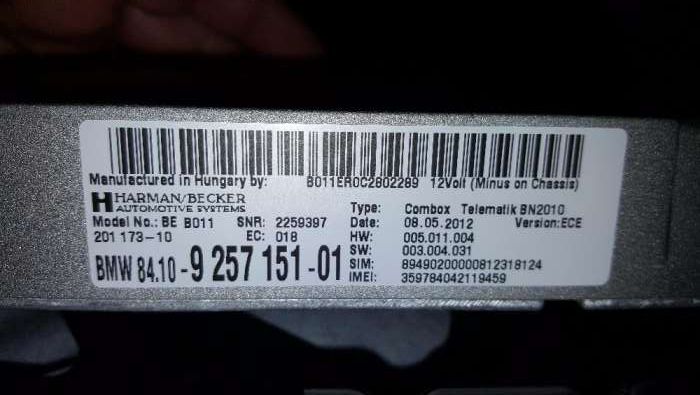 Manufactured in Hungary by: B011ER0C2802289 12Volt (Minus on Chassis)
HARMAN/BECKER
AUTOMOTIVE SYSTEMS
Type: Combox Telematik BN2010
Model No.: BE B011 SNR: 2259397 Date: 08.05.2012 Version: ECE
201 173-10 EC: 018 HW: 005.011.004
SW: 003.004.031
BMW 84.10-9 257 151-01 SIM: 89490200000812318124
IMEI: 359784042119459